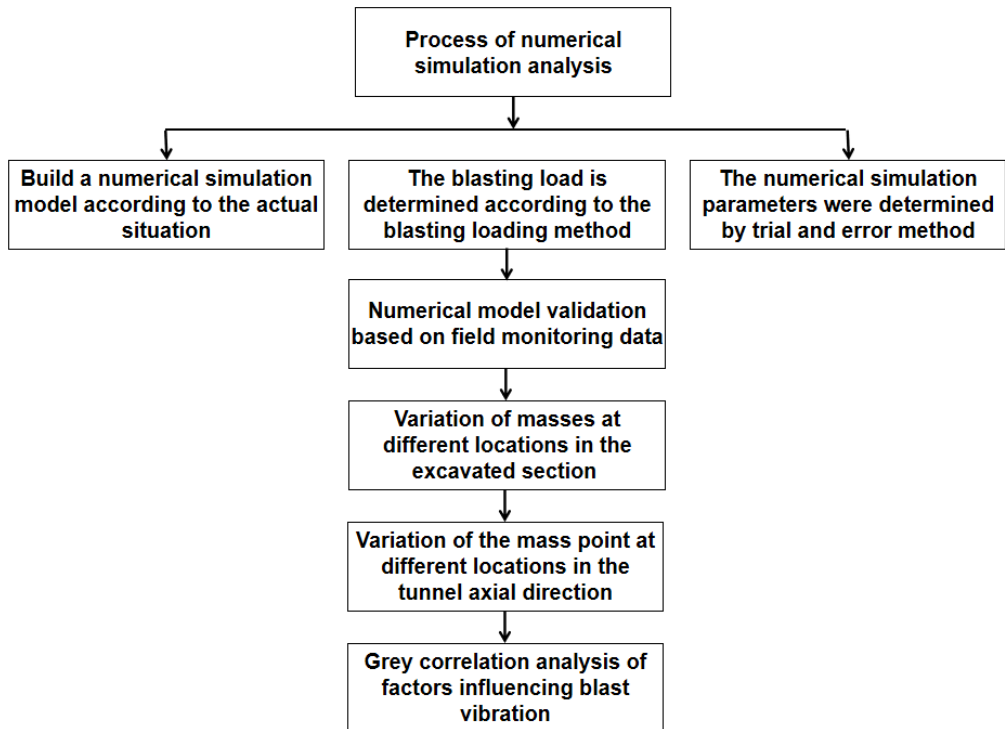 Process of numerical
simulation analysis
Build a numerical simulation
model according to the actual
situation
The blasting load is
determined according to the
blasting loading method
The numerical simulation
parameters were determined
by trial and error method
Numerical model validation
based on field monitoring data
Variation of masses at
different locations in the
excavated section
Variation of the mass point at
different locations in the
tunnel axial direction
Grey correlation analysis of
factors influencing blast
vibration